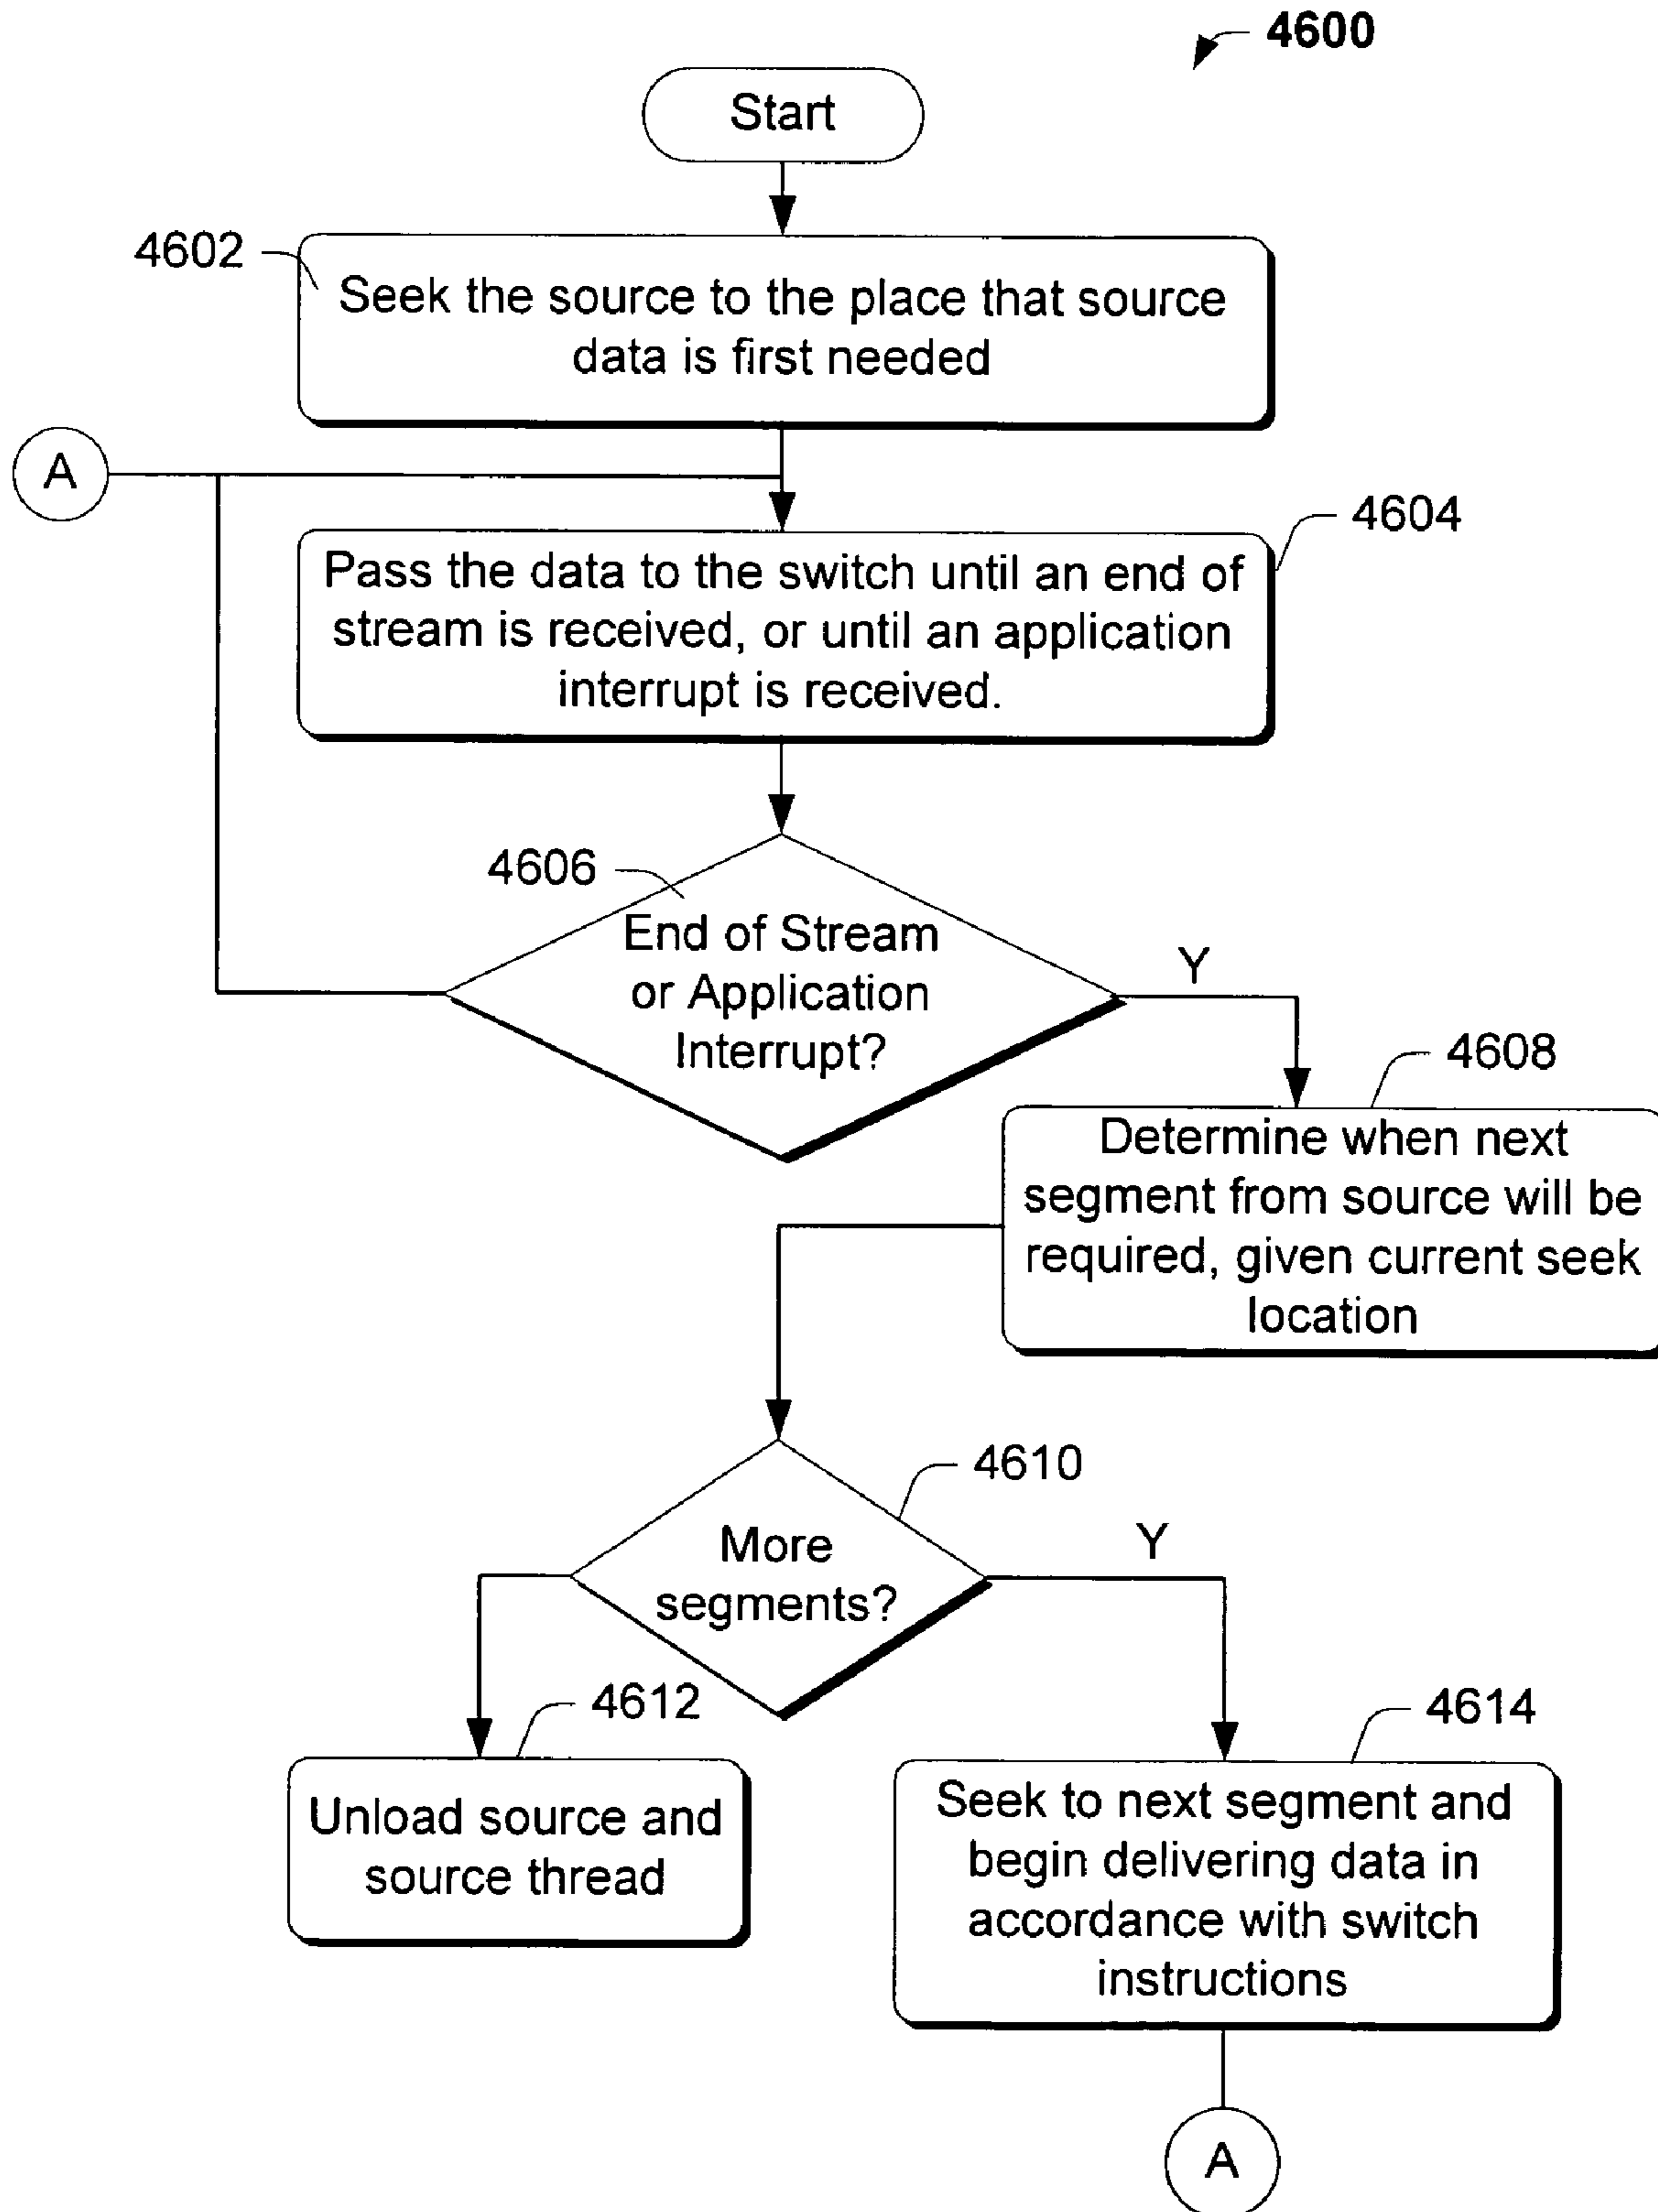 4600
Start
4602
Seek the source to the place that source
data is first needed
A
4604
Pass the data to the switch until an end of
stream is received, or until an application
interrupt is received.
4606
End of Stream
or Application
Interrupt?
Y
4608
Determine when next
segment from source will be
required, given current seek
location
4610
More
segments?
Y
4612
Unload source and
source thread
4614
Seek to next segment and
begin delivering data in
accordance with switch
instructions
A